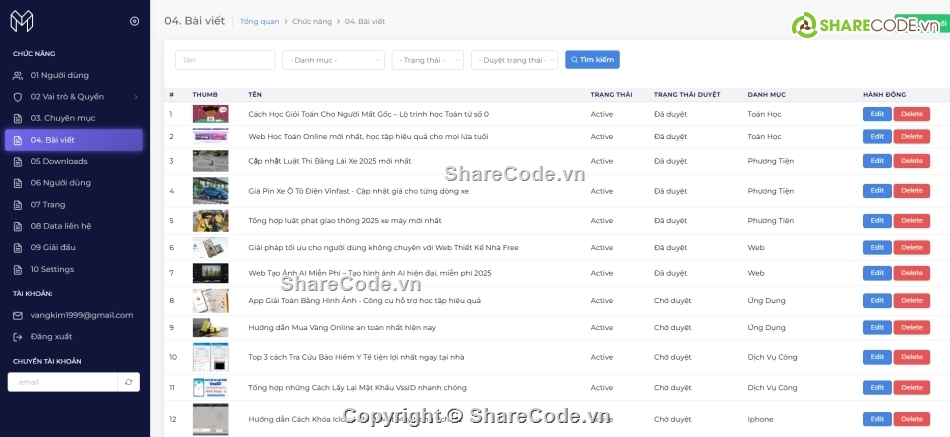 04. Bài viết
Tổng quan > Chức năng > 04. Bài viết
SHARECODE.vn
CHỨC NĂNG
01 Người dùng
02 Vai trò & Quyền
03. Chuyên mục
04. Bài viết
05 Downloads
06 Người dùng
07 Trang
08 Data liên hệ
09 Giải đấu
10 Settings
TÀI KHOẢN:
vangkim1999@gmail.com
Đăng xuất
CHUYỂN TÀI KHOẢN
email
Tên - Danh mục - - Trạng thái - - Duyệt trạng thái - Tìm kiếm
# THUMB TÊN TRẠNG THÁI TRẠNG THÁI DUYỆT DANH MỤC HÀNH ĐỘNG
1 Cách Học Giỏi Toán Cho Người Mất Gốc – Lộ trình học Toán từ số 0 Active Đã duyệt Toán Học Edit Delete
2 Web Học Toán Online mới nhất, học tập hiệu quả cho mọi lứa tuổi Active Đã duyệt Toán Học Edit Delete
3 Cập nhật Luật Thi Bằng Lái Xe 2025 mới nhất Active Đã duyệt Phương Tiện Edit Delete
ShareCode.vn
4 Giá Pin Xe Ô Tô Điện Vinfast - Cập nhật giá cho từng dòng xe Active Đã duyệt Phương Tiện Edit Delete
5 Tổng hợp luật phạt giao thông 2025 xe máy mới nhất Active Đã duyệt Phương Tiện Edit Delete
6 Giải pháp tối ưu cho người dùng không chuyên với Web Thiết Kế Nhà Free Active Đã duyệt Web Edit Delete
7 Web Tạo Ảnh AI Miễn Phí – Tạo hình ảnh AI hiện đại, miễn phí 2025 Active Đã duyệt Web Edit Delete
ShareCode.vn
8 App Giải Toán Bằng Hình Ảnh - Công cụ hỗ trợ học tập hiệu quả Active Chờ duyệt Ứng Dụng Edit Delete
9 Hướng dẫn Mua Vàng Online an toàn nhất hiện nay Active Chờ duyệt Ứng Dụng Edit Delete
10 Top 3 cách Tra Cứu Bảo Hiểm Y Tế tiện lợi nhất ngay tại nhà Active Chờ duyệt Dịch Vụ Công Edit Delete
11 Tổng hợp những Cách Lấy Lại Mật Khẩu VssID nhanh chóng Active Chờ duyệt Dịch Vụ Công Edit Delete
12 Hướng dẫn Cách Khóa Active Chờ duyệt Iphone Edit Delete
Copyright © ShareCode.vn